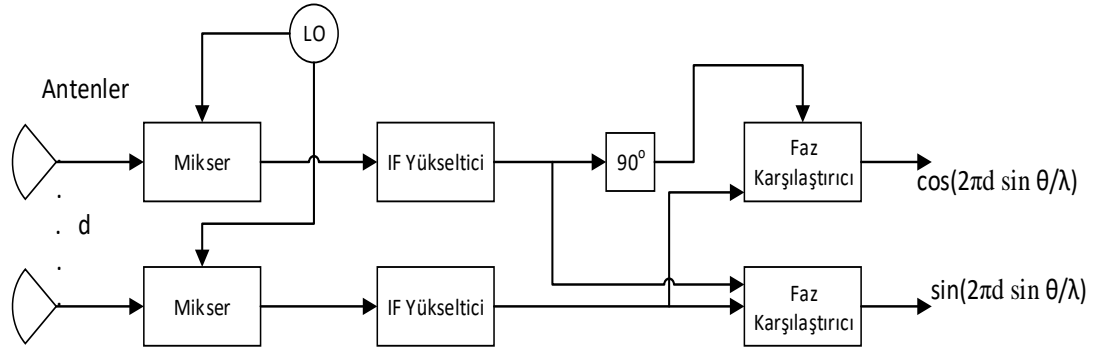 LO
Antenler
Mikser
IF Yükseltici
90°
Faz
Karşılaştırıcı
cos(2πd sin θ/λ)
d
Mikser
IF Yükseltici
Faz
Karşılaştırıcı
sin(2πd sin θ/λ)